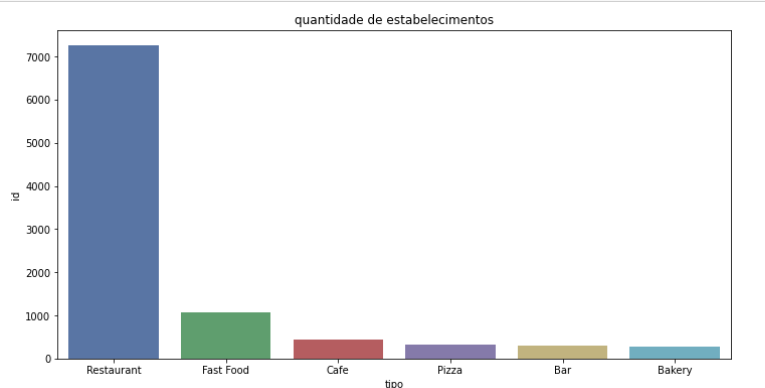 quantidade de estabelecimentos
7000
6000
5000
4000
3000
2000
1000
0
id
Restaurant Fast Food Cafe Pizza Bar Bakery
tipo